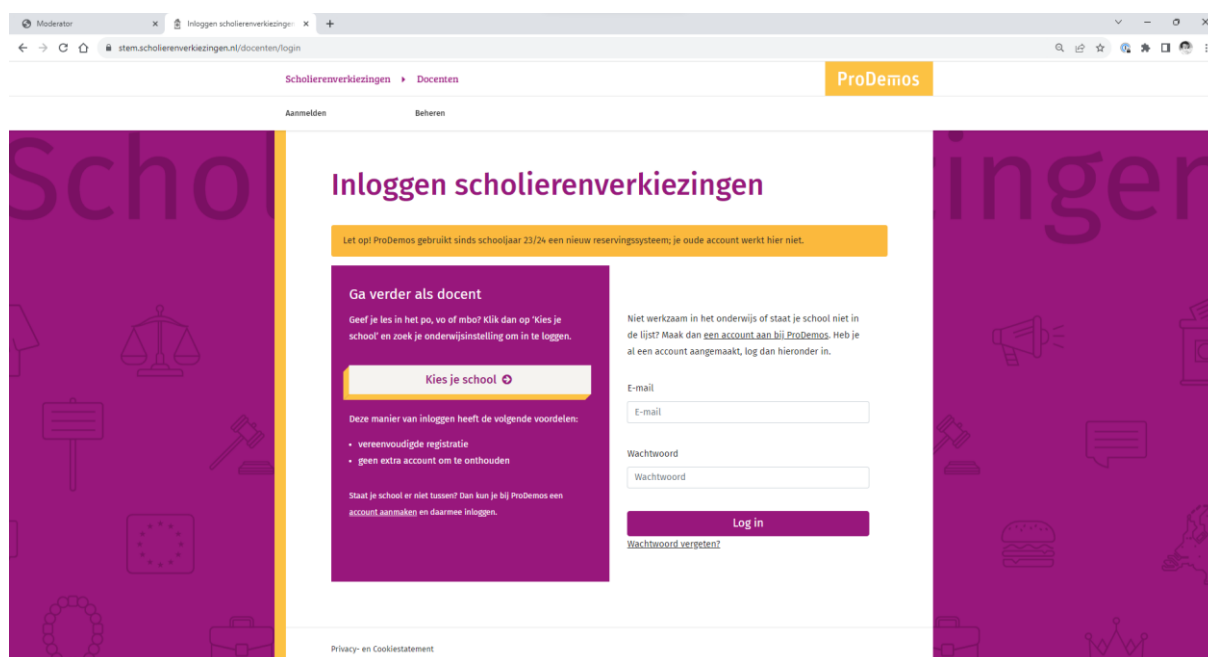 Moderator
Inloggen scholierenverkiezinge
stem.scholierenverkiezingen.nl/docenten/login
Scholierenverkiezingen Docenten
ProDemos
Aanmelden Beheren
Schol ingen
Inloggen scholierenverkiezingen
Let op! ProDemos gebruikt sinds schooljaar 23/24 een nieuw reservingssysteem; je oude account werkt hier niet.
Ga verder als docent
Geef je les in het po, vo of mbo? Klik dan op 'Kies je
school' en zoek je onderwijsinstelling om in te loggen.
Kies je school
Deze manier van inloggen heeft de volgende voordelen:
• vereenvoudigde registratie
• geen extra account om te onthouden
Staat je school er niet tussen? Dan kun je bij ProDemos een
account aanmaken en daarmee inloggen.
Niet werkzaam in het onderwijs of staat je school niet in
de lijst? Maak dan een account aan bij ProDemos. Heb je
al een account aangemaakt, log dan hieronder in.
E-mail
E-mail
Wachtwoord
Wachtwoord
Log in
Wachtwoord vergeten?
Privacy- en Cookiestatement